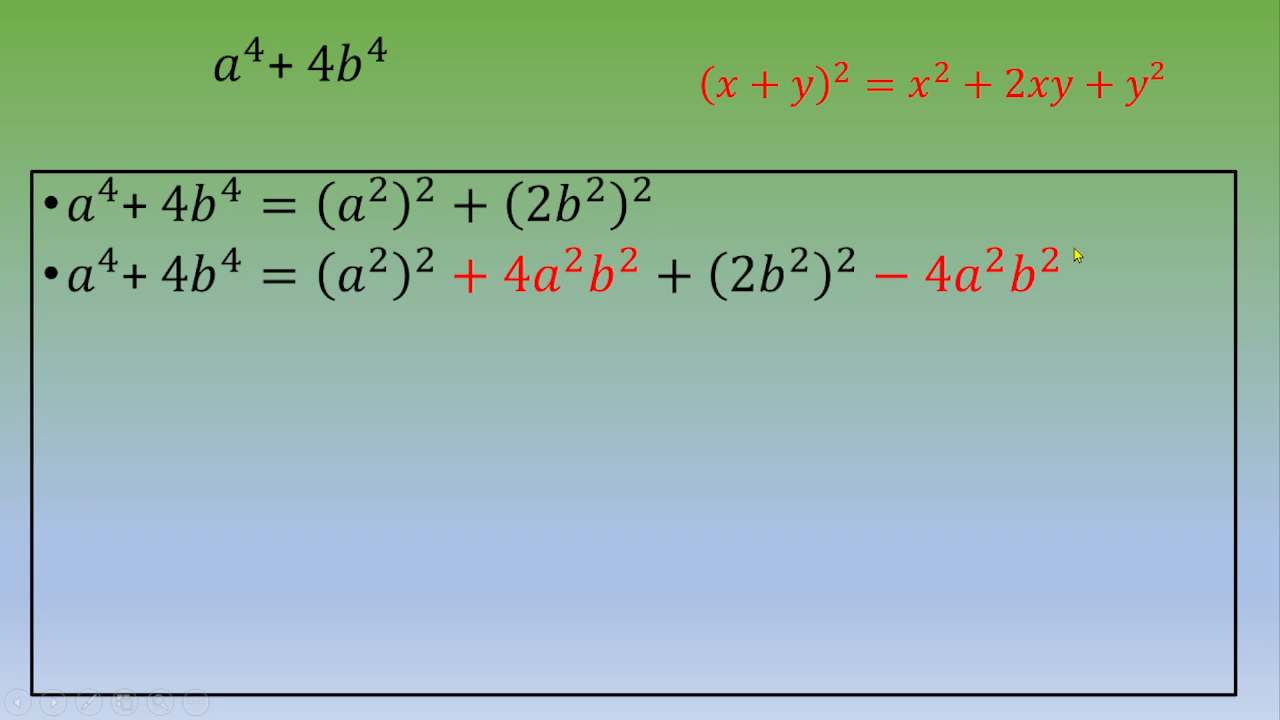 a⁴+ 4b⁴
(x + y)² = x² + 2xy + y²
•a⁴+ 4b⁴ = (a²)² + (2b²)²
•a⁴+ 4b⁴ = (a²)² + 4a²b² + (2b²)² − 4a²b²